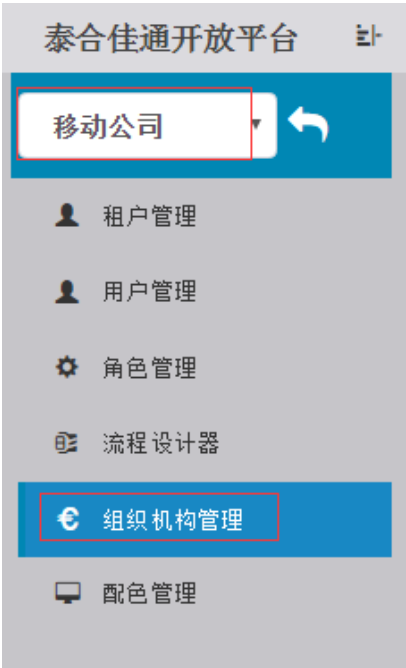 泰合佳通开放平台
移动公司
租户管理
用户管理
角色管理
流程设计器
组织机构管理
配色管理